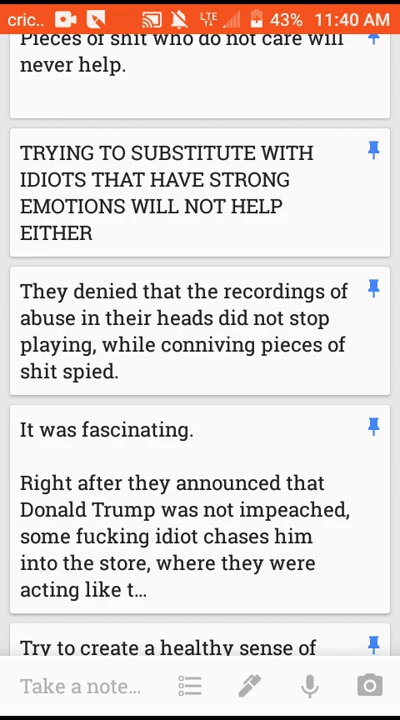 cric...
LTE
43%
11:40 AM
Pieces of shit who do not care will
never help.
TRYING TO SUBSTITUTE WITH
IDIOTS THAT HAVE STRONG
EMOTIONS WILL NOT HELP
EITHER
They denied that the recordings of
abuse in their heads did not stop
playing, while conniving pieces of
shit spied.
It was fascinating.
Right after they announced that
Donald Trump was not impeached,
some fucking idiot chases him
into the store, where they were
acting like t...
Try to create a healthy sense of
Take a note...